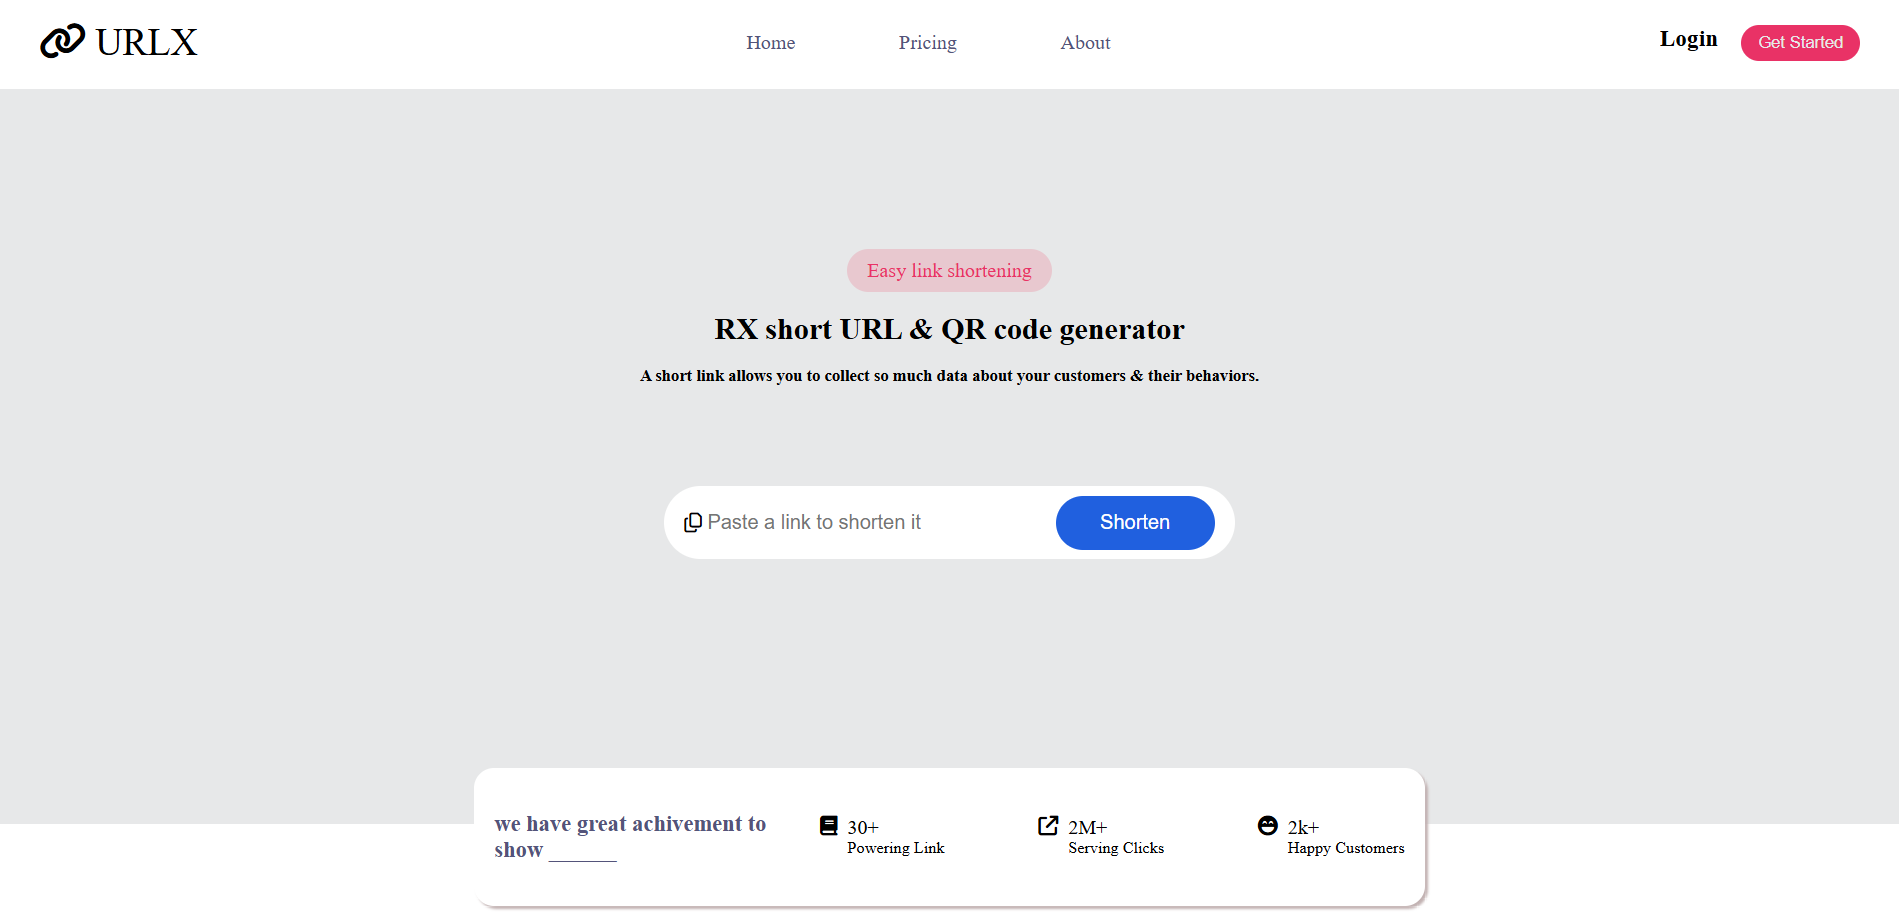 URLX
Home
Pricing
About
Login
Get Started
Easy link shortening
RX short URL & QR code generator
A short link allows you to collect so much data about your customers & their behaviors.
Paste a link to shorten it
Shorten
we have great achivement to
show ______
30+
Powering Link
2M+
Serving Clicks
2k+
Happy Customers